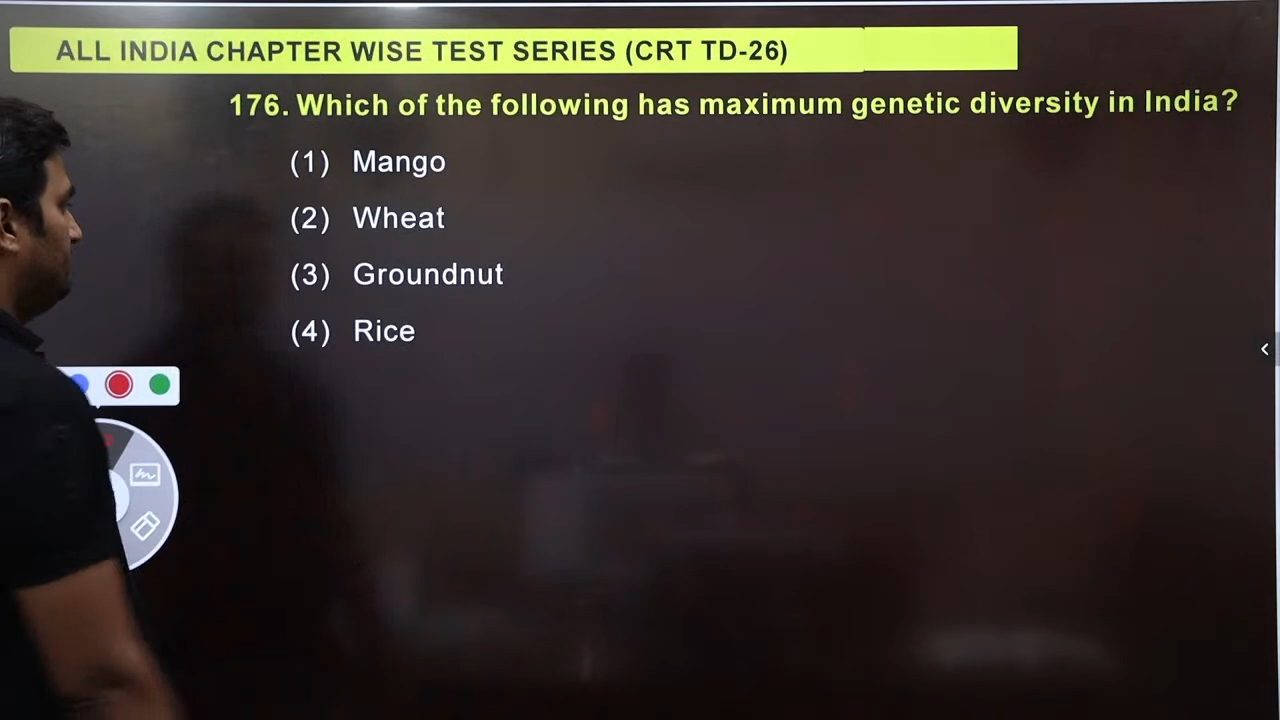 ALL INDIA CHAPTER WISE TEST SERIES (CRT TD-26)
176. Which of the following has maximum genetic diversity in India?
(1) Mango
(2) Wheat
(3) Groundnut
(4) Rice